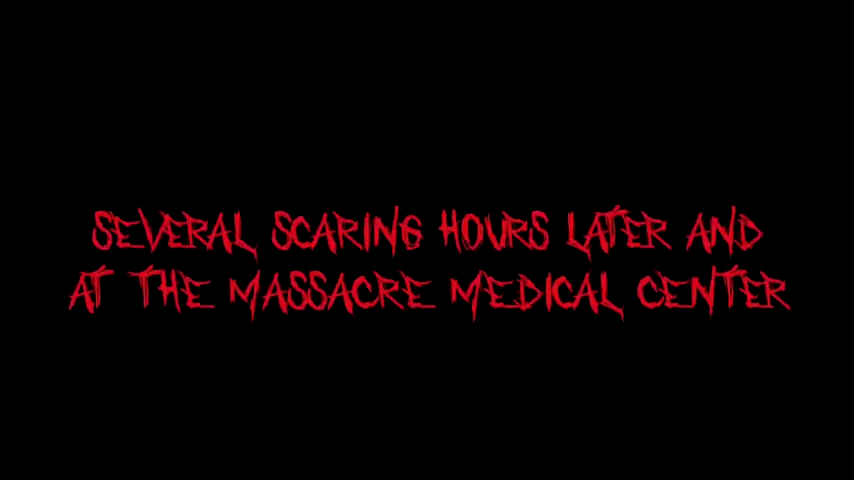 SEVERAL SCARING HOURS LATER AND
AT THE MASSACRE MEDICAL CENTER